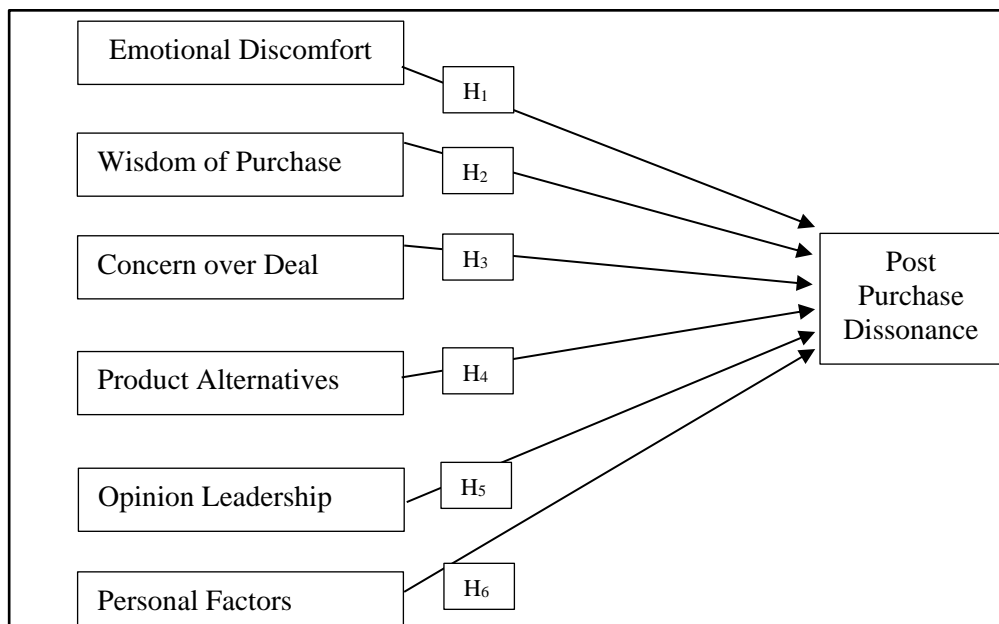 Emotional Discomfort
H₁
Wisdom of Purchase
H₂
Concern over Deal
H₃
Post
Purchase
Dissonance
Product Alternatives
H₄
Opinion Leadership
H₅
Personal Factors
H₆